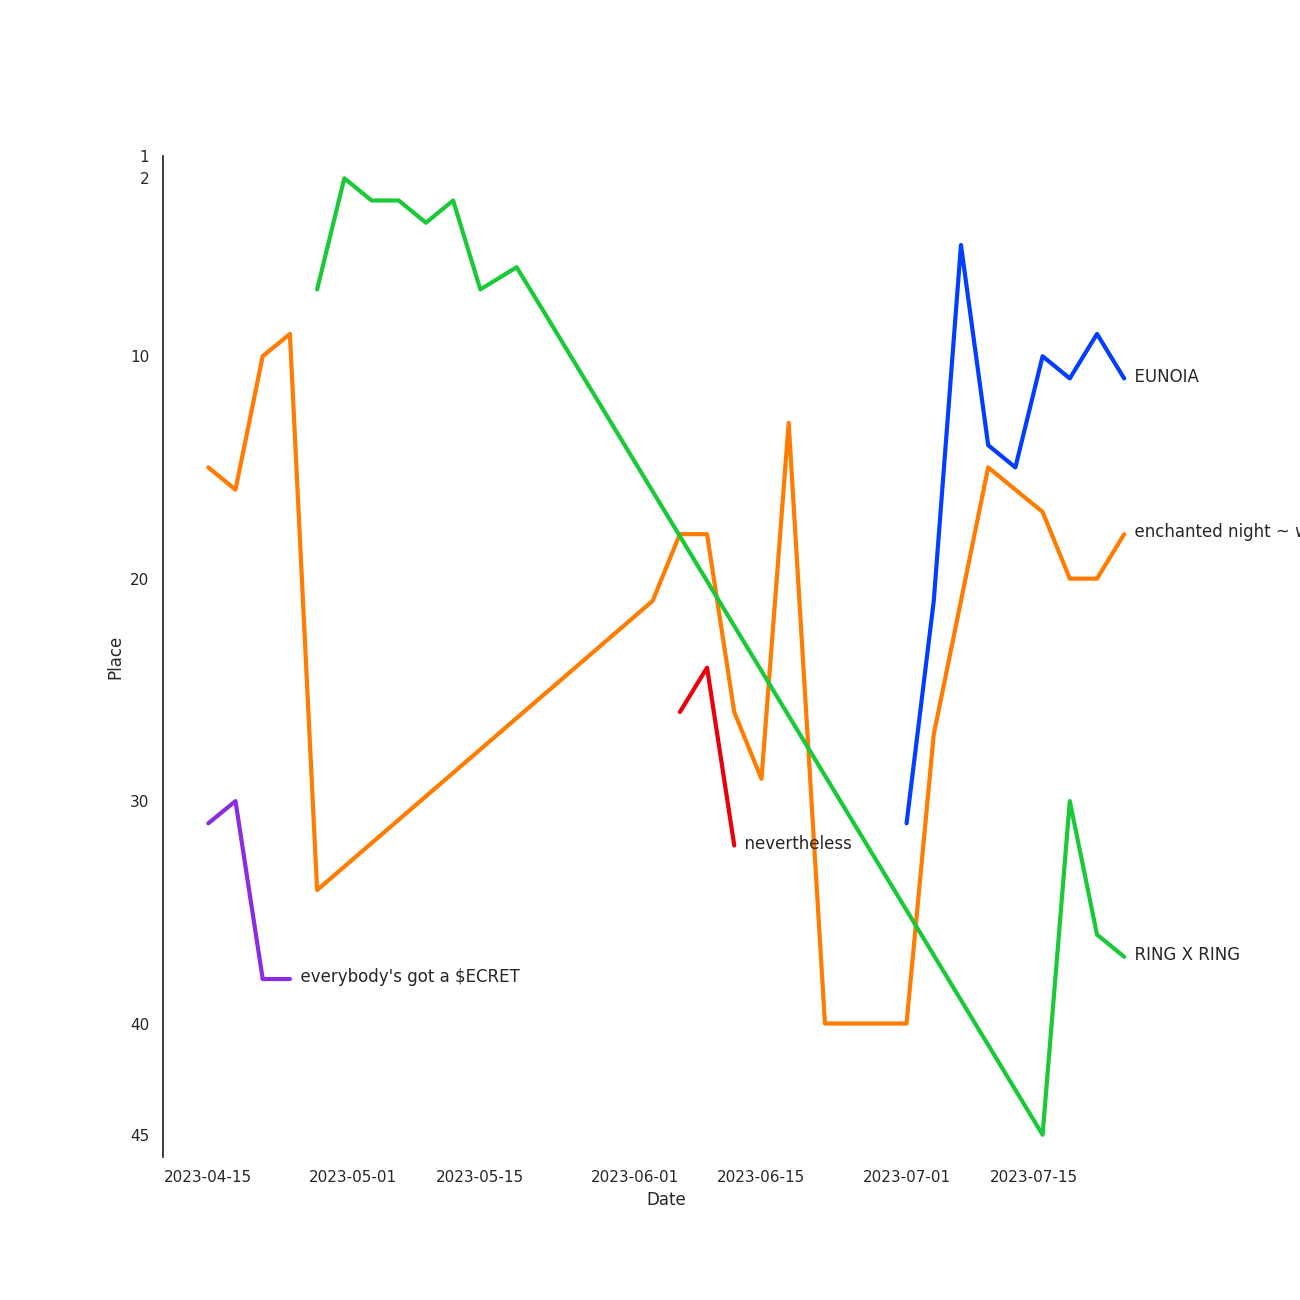 1
2
10
20
30
40
45
Place
EUNOIA
enchanted night ~
nevertheless
everybody's got a $ECRET
RING X RING
2023-04-15
2023-05-01
2023-05-15
2023-06-01
2023-06-15
2023-07-01
2023-07-15
Date